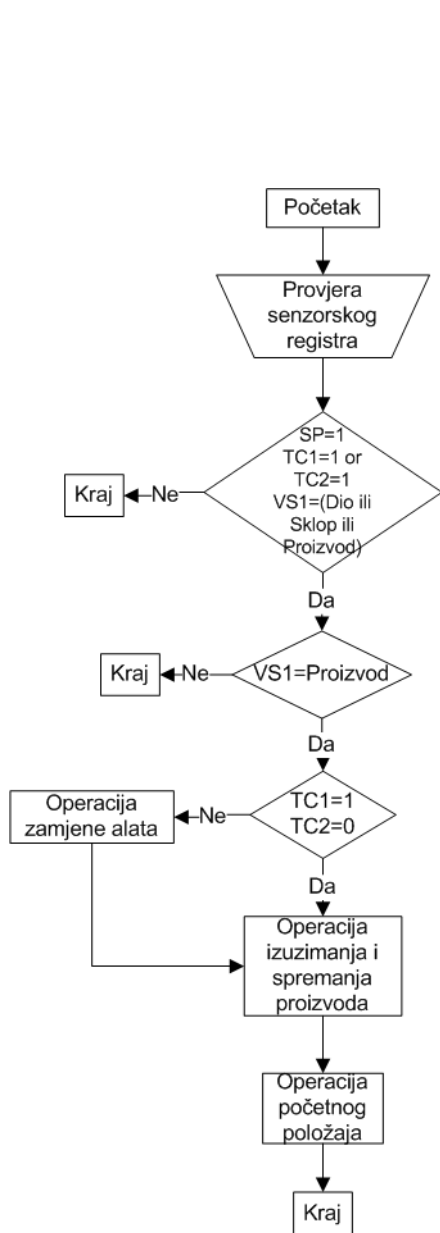 Početak
Provjera
senzorskog
registra
SP=1
TC1=1 or
TC2=1
VS1=(Dio ili
Sklop ili
Proizvod)
Ne
Kraj
Da
VS1=Proizvod
Ne
Kraj
Da
TC1=1
TC2=0
Ne
Operacija
zamjene alata
Da
Operacija
izuzimanja i
spremanja
proizvoda
Operacija
početnog
položaja
Kraj